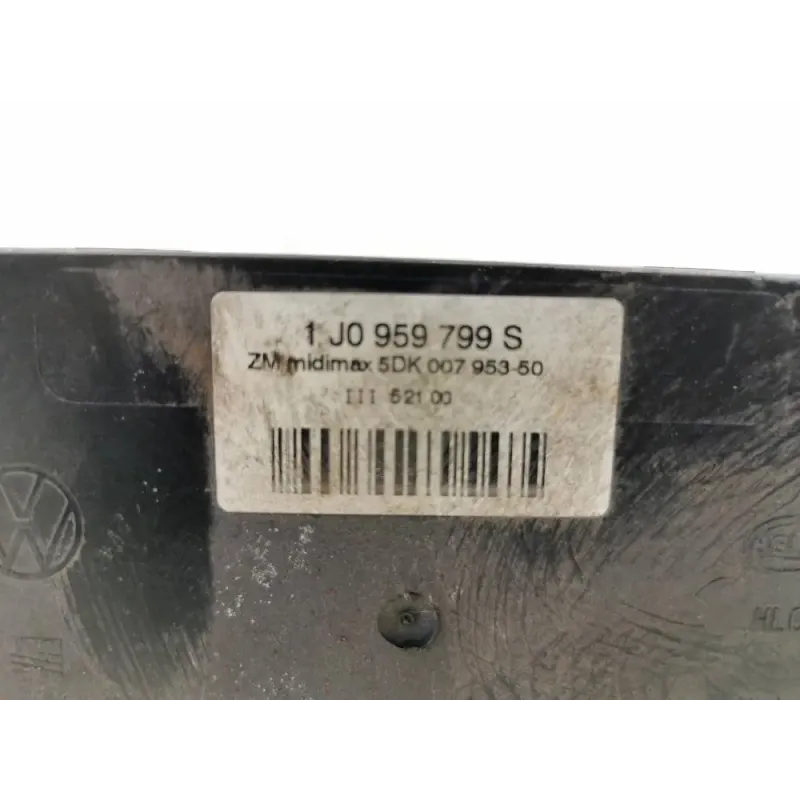 1 J0 959 799 S
ZM midimax 5DK 007 953-50
III 521 00